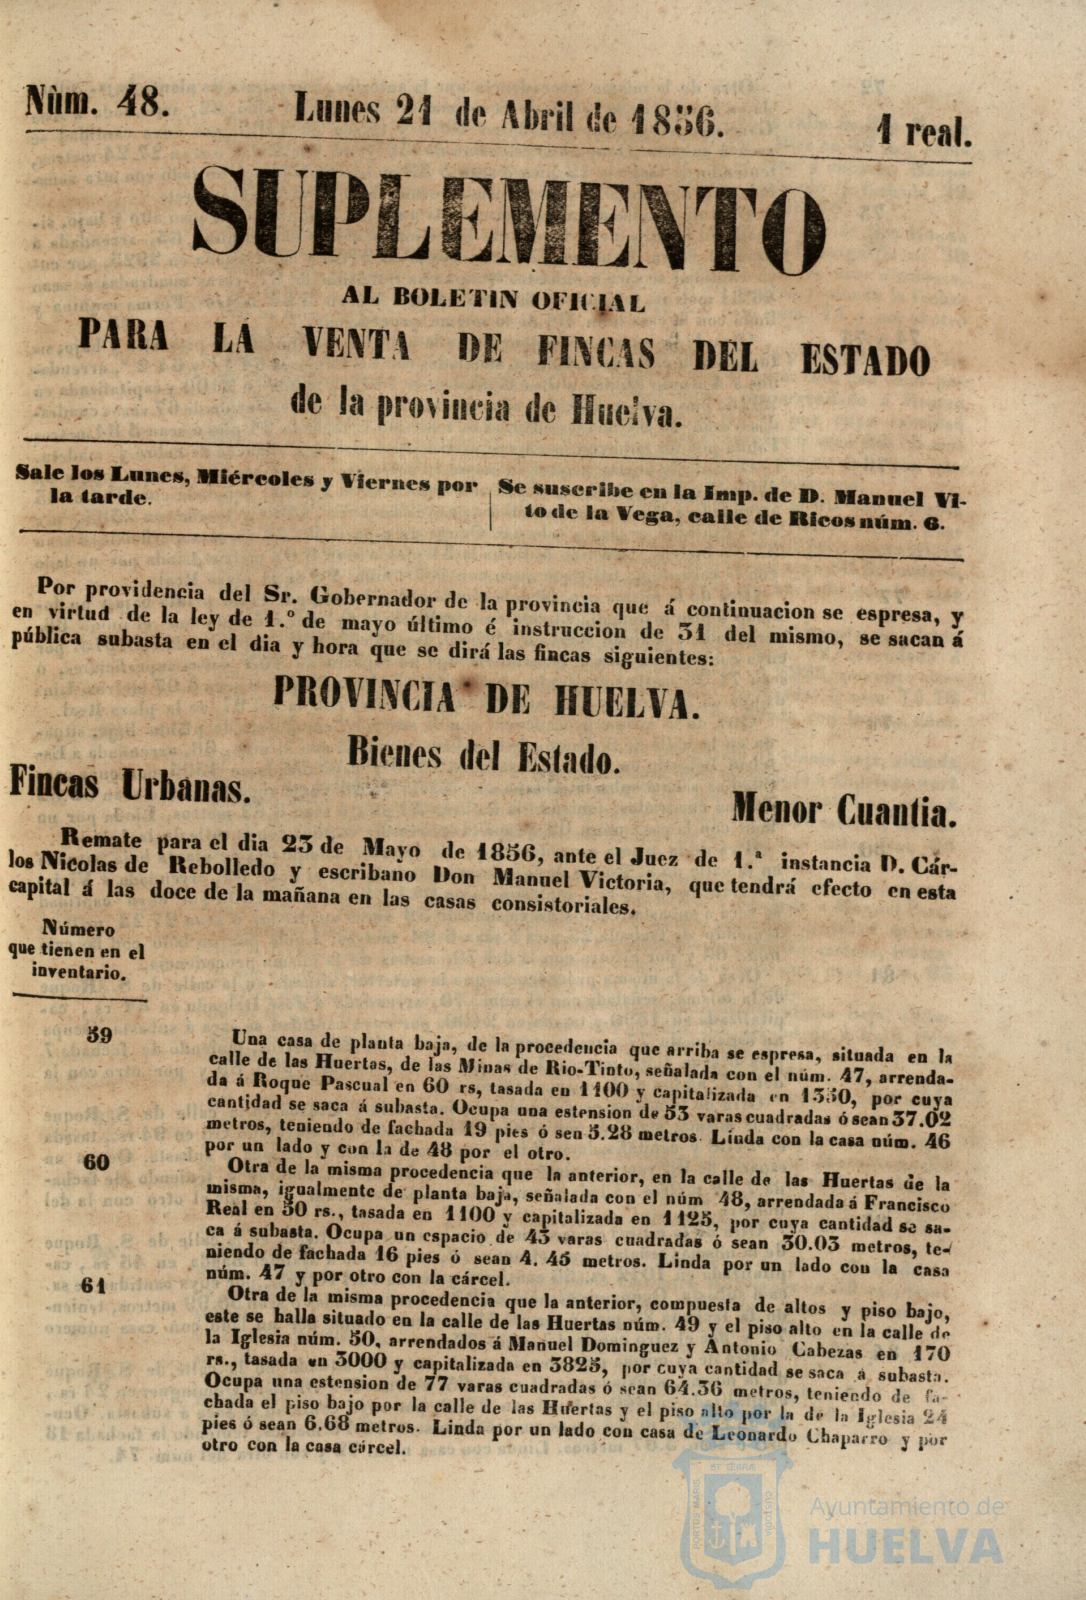 Nùm. 48.
Lunes 21 de Abril de 1856.
1 real.
SUPLEMENTO
AL BOLETIN OFICIAL
PARA LA VENTA DE FINCAS DEL ESTADO
de la provincia de Huelva.
Sale los Lunes, Miércoles y Viernes por
la tarde.
Se suscribe en la Imp. de D. Manuel Vi-
to de la Vega, calle de Ricos núm. 6.
Por providencia del Sr. Gobernador de la provincia que á continuacion se espresa, y
en virtud de la ley de 1.º de mayo último é instruccion de 31 del mismo, se sacan á
pública subasta en el dia y hora que se dirá las fincas siguientes:
PROVINCIA DE HUELVA.
Bienes del Estado.
Fincas Urbanas.
Menor Cuantia.
Remate para el dia 23 de Mayo de 1856, ante el Juez de 1.ª instancia D. Cár-
los Nicolas de Rebolledo y escribano Don Manuel Victoria, que tendrá efecto en esta
capital á las doce de la mañana en las casas consistoriales.
Número
que tienen en el
inventario.
59
Una casa de planta baja, de la procedencia que arriba se espresa, situada en la
calle de las Huertas, de las Minas de Rio-Tinto, señalada con el núm. 47, arrenda-
da á Roque Pascual en 60 rs, tasada en 1100 y capitalizada en 1350, por cuya
cantidad se saca á subasta. Ocupa una estension de 53 varas cuadradas ó sean 37.02
metros, teniendo de fachada 19 pies ó sen 5.28 metros. Linda con la casa núm. 46
por un lado y con la de 48 por el otro.
60
Otra de la misma procedencia que la anterior, en la calle de las Huertas de la
misma, igualmente de planta baja, señalada con el núm 48, arrendada á Francisco
Real en 50 rs., tasada en 1100 y capitalizada en 1125, por cuya cantidad se sa-
ca á subasta. Ocupa un espacio de 43 varas cuadradas ó sean 30.03 metros, te-
niendo de fachada 16 pies ó sean 4. 45 metros. Linda por un lado con la casa
núm. 47 y por otro con la cárcel.
61
Otra de la misma procedencia que la anterior, compuesta de altos y piso bajo,
este se halla situado en la calle de las Huertas núm. 49 y el piso alto en la calle de
la Iglesia núm. 50, arrendados á Manuel Dominguez y Antonio Cabezas en 170
rs., tasada en 3000 y capitalizada en 3825, por cuya cantidad se saca á subasta.
Ocupa una estension de 77 varas cuadradas ó sean 64.36 metros, teniendo de fa-
chada el piso bajo por la calle de las Huertas y el piso alto por la de la Iglesia 24
pies ó sean 6.68 metros. Linda por un lado con casa de Leonardo Chaparro y por
otro con la casa cárcel.
Ayuntamiento de
HUELVA